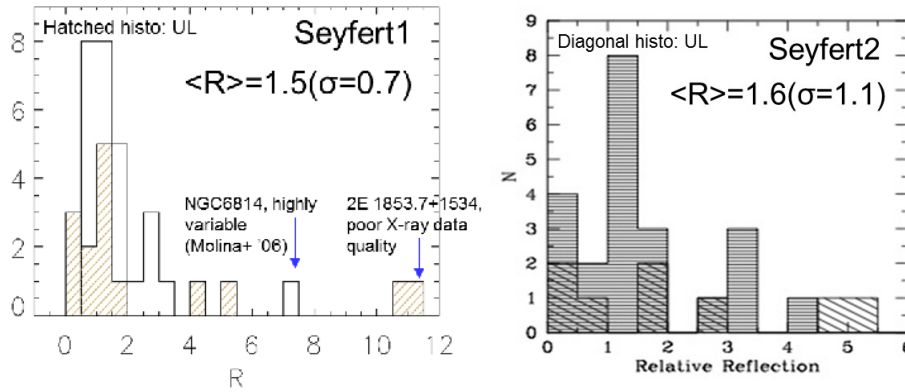 Hatched histo: UL
Seyfert1
<R>=1.5(σ=0.7)
NGC6814, highly
variable
(Molina+ '06)
2E 1853.7+1534,
poor X-ray data
quality
8
6
4
2
0
0 2 4 6 8 10 12
R
Diagonal histo: UL
Seyfert2
<R>=1.6(σ=1.1)
N
9
8
7
6
5
4
3
2
1
0
0 1 2 3 4 5 6
Relative Reflection